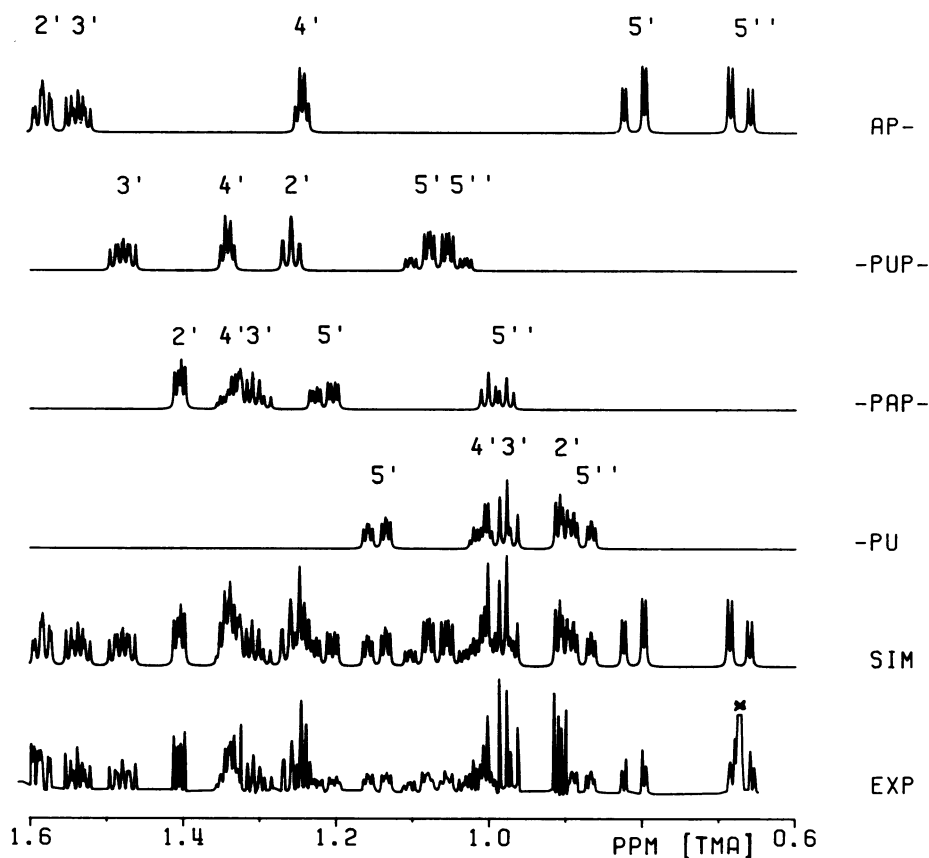 2' 3' 4' 5' 5''
AP-
3' 4' 2' 5' 5''
-PUP-
2' 4' 3' 5' 5''
-PAP-
4' 3' 2'
5' 5''
-PU
SIM
×
EXP
1.6 1.4 1.2 1.0 PPM [TMA] 0.6